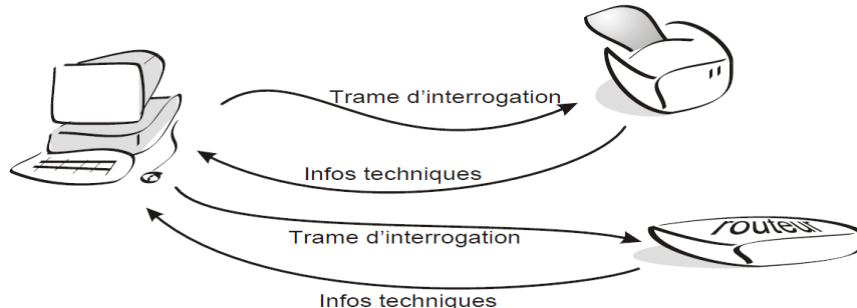 Trame d'interrogation
Infos techniques
routeur
Trame d'interrogation
Infos techniques